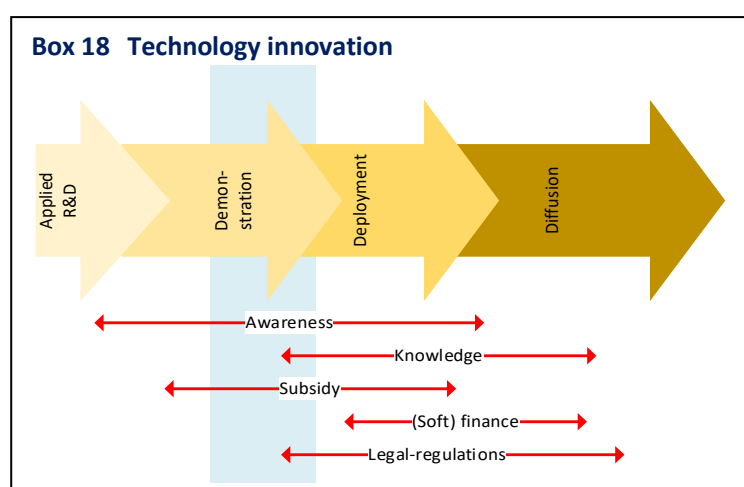 Box 18 Technology innovation
Applied
R&D
Demon-
stration
Deployment
Diffusion
Awareness
Knowledge
Subsidy
(Soft) finance
Legal-regulations